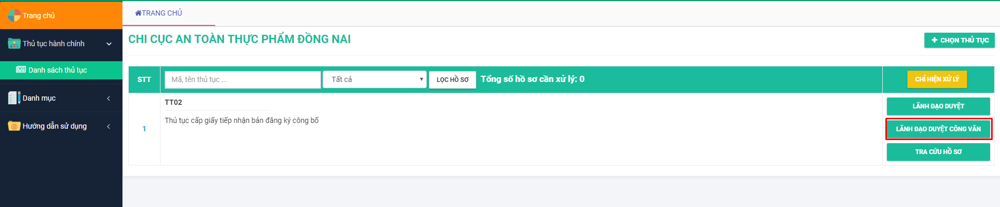 Trang chủ
Thủ tục hành chính
Danh sách thủ tục
Danh mục
Hướng dẫn sử dụng
TRANG CHỦ
CHI CỤC AN TOÀN THỰC PHẨM ĐỒNG NAI
+ CHỌN THỦ TỤC
STT
Mã, tên thủ tục ...
Tất cả
LỌC HỒ SƠ
Tổng số hồ sơ cần xử lý: 0
CHỈ HIỆN XỬ LÝ
1
TT02
Thủ tục cấp giấy tiếp nhận bản đăng ký công bố
LÃNH ĐẠO DUYỆT
LÃNH ĐẠO DUYỆT CÔNG VĂN
TRA CỨU HỒ SƠ